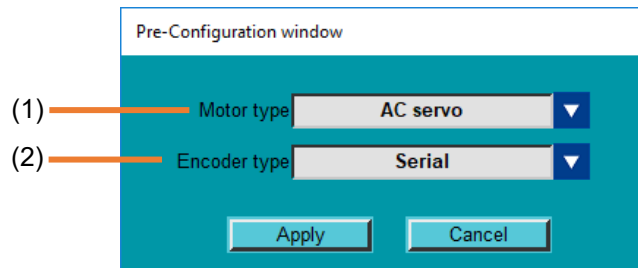 Pre-Configuration window
(1) Motor type AC servo
(2) Encoder type Serial
Apply Cancel